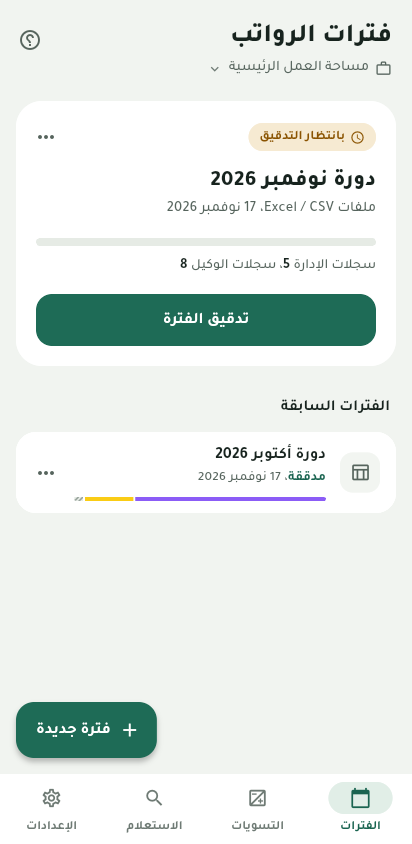 فترات الرواتب
مساحة العمل الرئيسية
بانتظار التدقيق
دورة نوفمبر 2026
ملفات Excel / CSV، 17 نوفمبر 2026
سجلات الإدارة 5، سجلات الوكيل 8
تدقيق الفترة
الفترات السابقة
دورة أكتوبر 2026
مدققة، 17 نوفمبر 2026
فترة جديدة
الفترات
التسويات
الاستعلام
الإعدادات